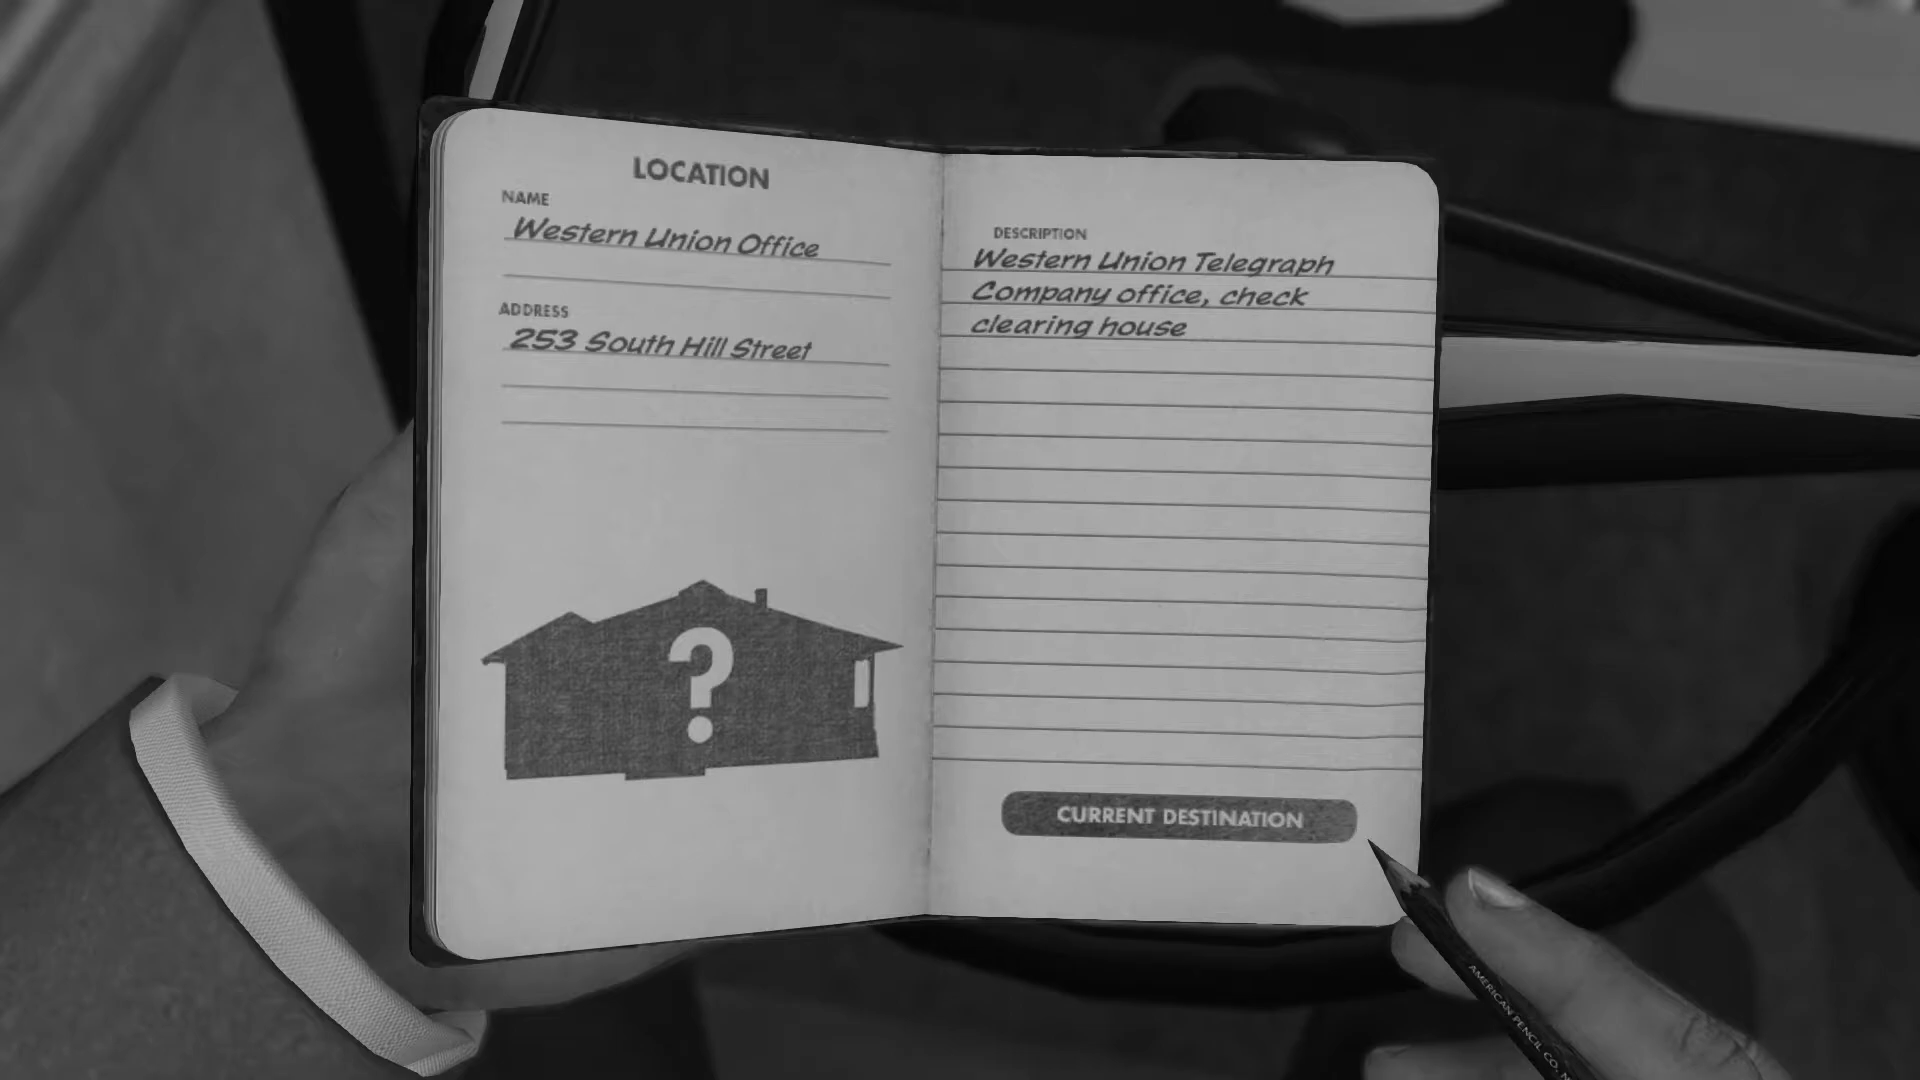 LOCATION
NAME
Western Union Office
ADDRESS
253 South Hill Street
?
DESCRIPTION
Western Union Telegraph
Company office, check
clearing house
CURRENT DESTINATION
AMERICAN PENCIL CO.